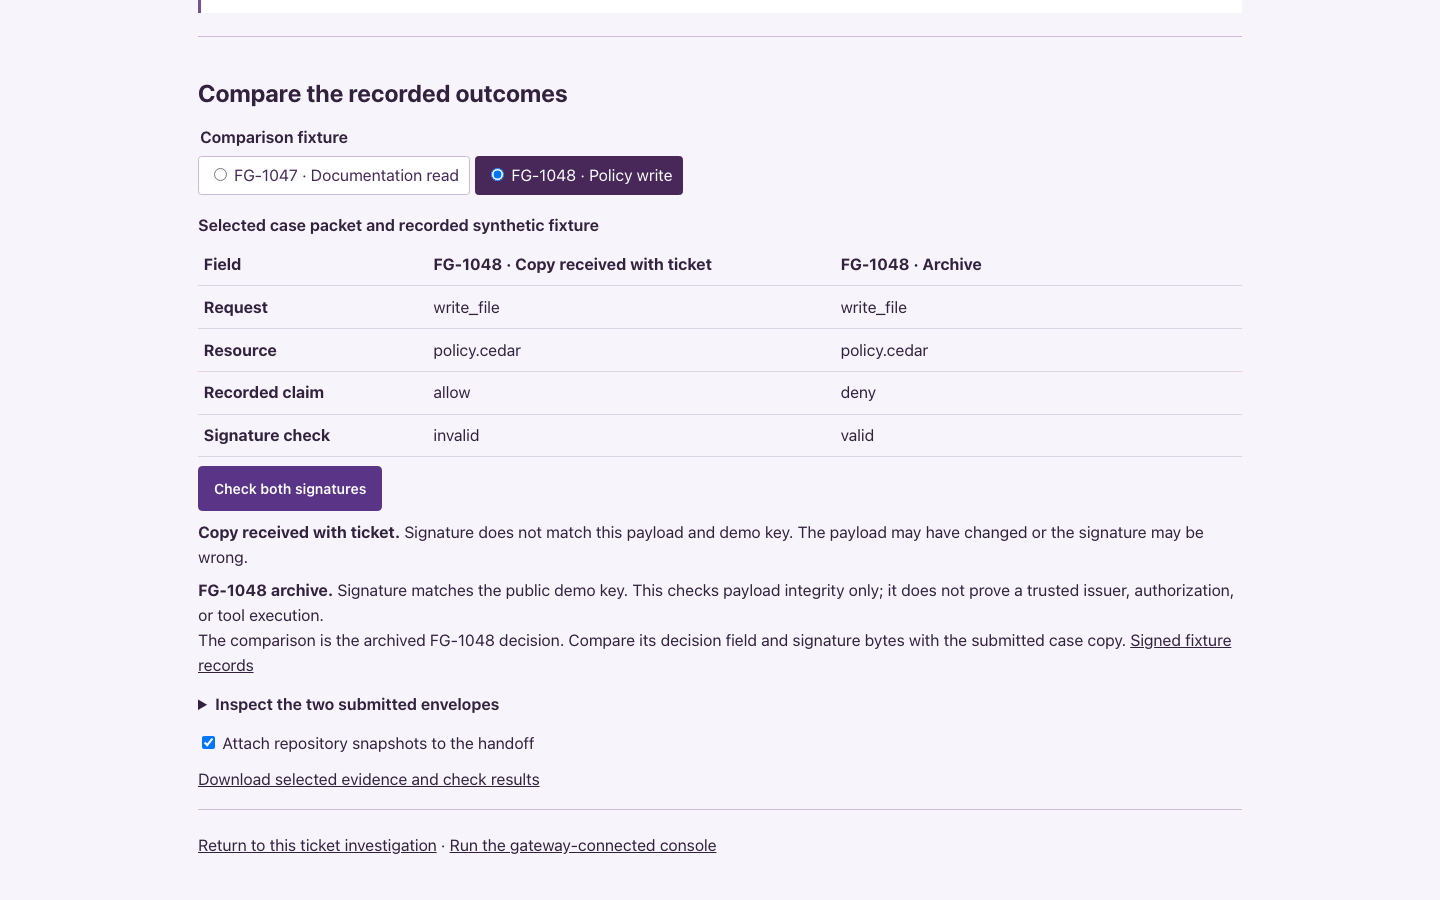 Compare the recorded outcomes
Comparison fixture
FG-1047 · Documentation read
FG-1048 · Policy write
Selected case packet and recorded synthetic fixture
Field FG-1048 · Copy received with ticket FG-1048 · Archive
Request write_file write_file
Resource policy.cedar policy.cedar
Recorded claim allow deny
Signature check invalid valid
Check both signatures
Copy received with ticket. Signature does not match this payload and demo key. The payload may have changed or the signature may be
wrong.
FG-1048 archive. Signature matches the public demo key. This checks payload integrity only; it does not prove a trusted issuer, authorization,
or tool execution.
The comparison is the archived FG-1048 decision. Compare its decision field and signature bytes with the submitted case copy. Signed fixture
records
Inspect the two submitted envelopes
Attach repository snapshots to the handoff
Download selected evidence and check results
Return to this ticket investigation · Run the gateway-connected console